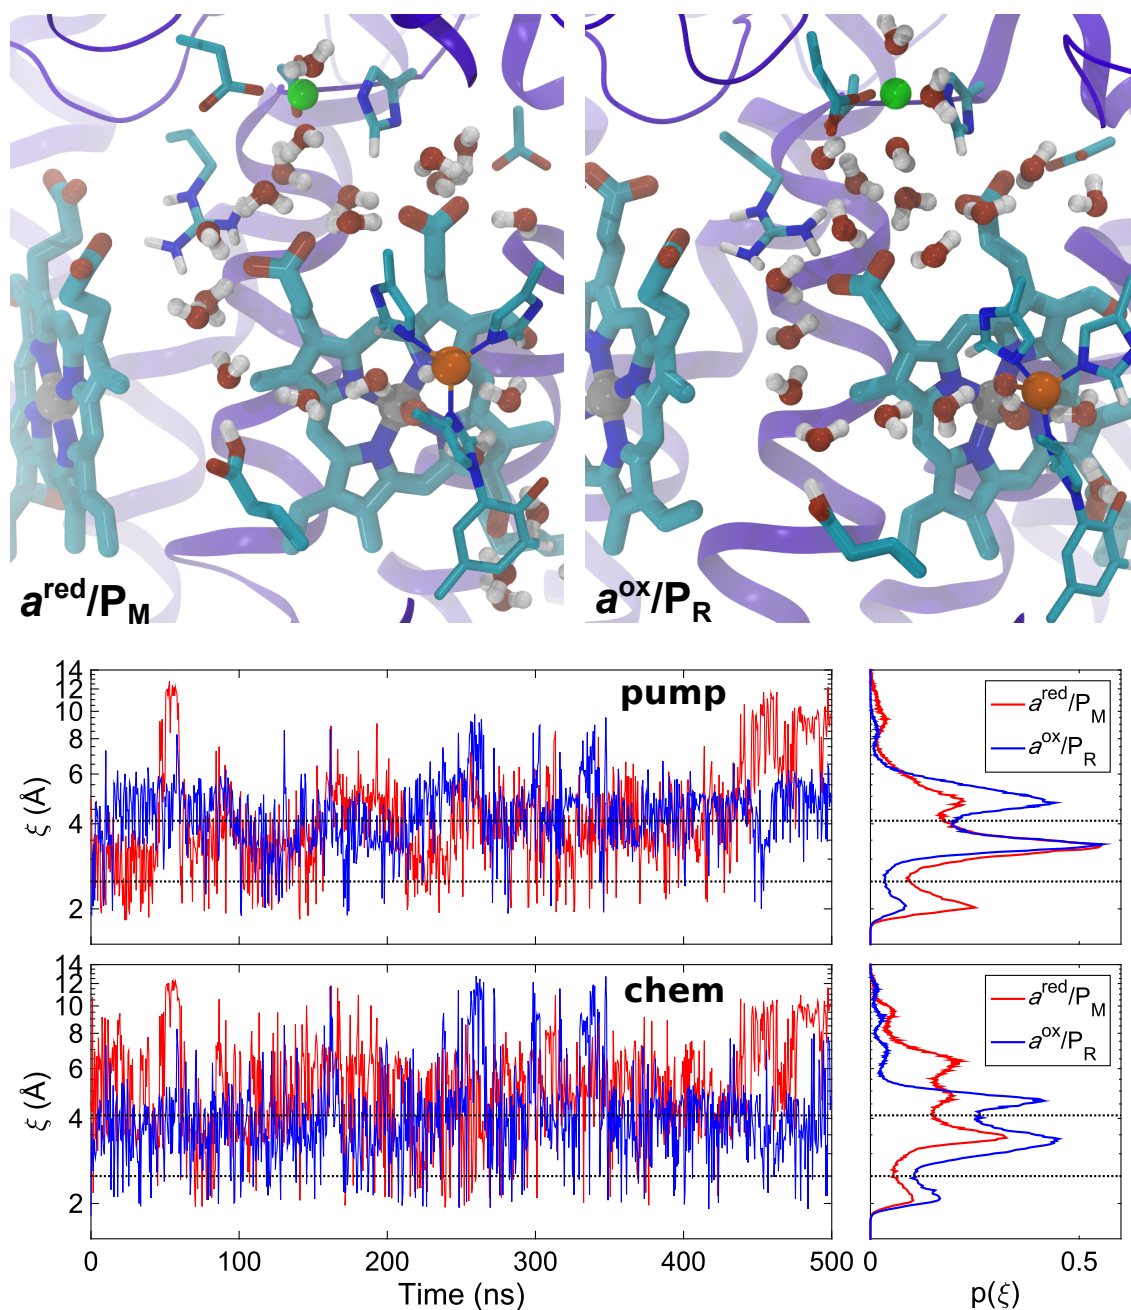 a^red/P_M
a^ox/P_R
pump
ξ (Å)
14
12
10
8
6
4
2
a^red/P_M
a^ox/P_R
chem
ξ (Å)
14
12
10
8
6
4
2
a^red/P_M
a^ox/P_R
0 100 200 300 400 500
Time (ns)
0 0.5
p(ξ)